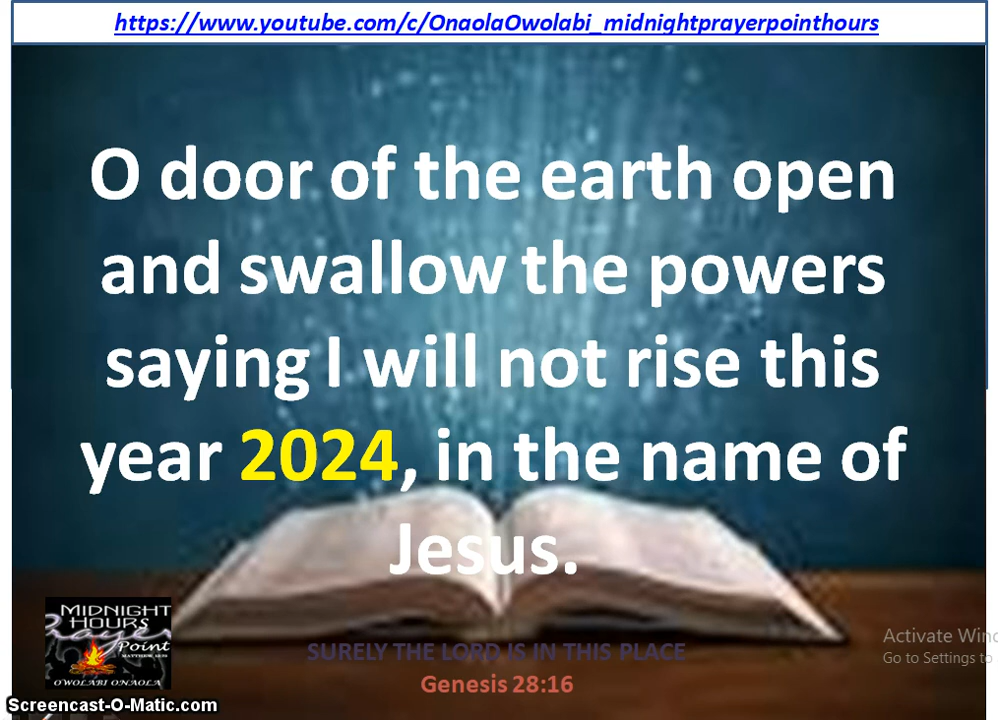 https://www.youtube.com/c/OnaolaOwolabi_midnightprayerpointhours
O door of the earth open
and swallow the powers
saying I will not rise this
year 2024, in the name of
Jesus.
MIDNIGHT
HOURS
Prayer
Point
OWOLABI ONAOLA
SURELY THE LORD IS IN THIS PLACE
Genesis 28:16
Activate Win
Go to Settings to
Screencast-O-Matic.com